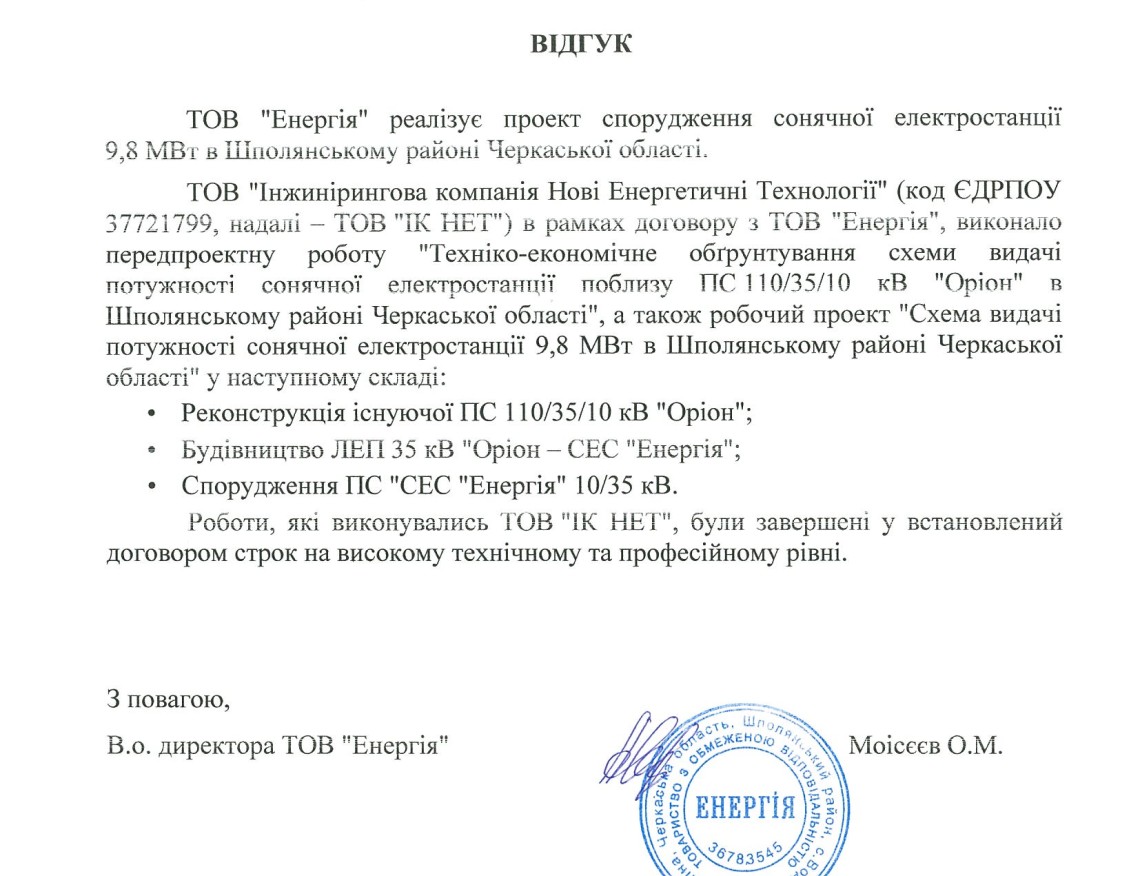 ВІДГУК
ТОВ "Енергія" реалізує проект спорудження сонячної електростанції
9,8 МВт в Шполянському районі Черкаської області.
ТОВ "Інжинірингова компанія Нові Енергетичні Технології" (код ЄДРПОУ
37721799, надалі – ТОВ "ІК НЕТ") в рамках договору з ТОВ "Енергія", виконало
передпроектну роботу "Техніко-економічне обґрунтування схеми видачі
потужності сонячної електростанції поблизу ПС 110/35/10 кВ "Оріон" в
Шполянському районі Черкаської області", а також робочий проект "Схема видачі
потужності сонячної електростанції 9,8 МВт в Шполянському районі Черкаської
області" у наступному складі:
• Реконструкція існуючої ПС 110/35/10 кВ "Оріон";
• Будівництво ЛЕП 35 кВ "Оріон – СЕС "Енергія";
• Спорудження ПС "СЕС "Енергія" 10/35 кВ.
Роботи, які виконувались ТОВ "ІК НЕТ", були завершені у встановлений
договором строк на високому технічному та професійному рівні.
З повагою,
В.о. директора ТОВ "Енергія"
Моісєєв О.М.
Черкаська область, Шполянський район, с.
ТОВАРИСТВО З ОБМЕЖЕНОЮ ВІДПОВІДАЛЬНІСТЮ
ЕНЕРГІЯ
36783545